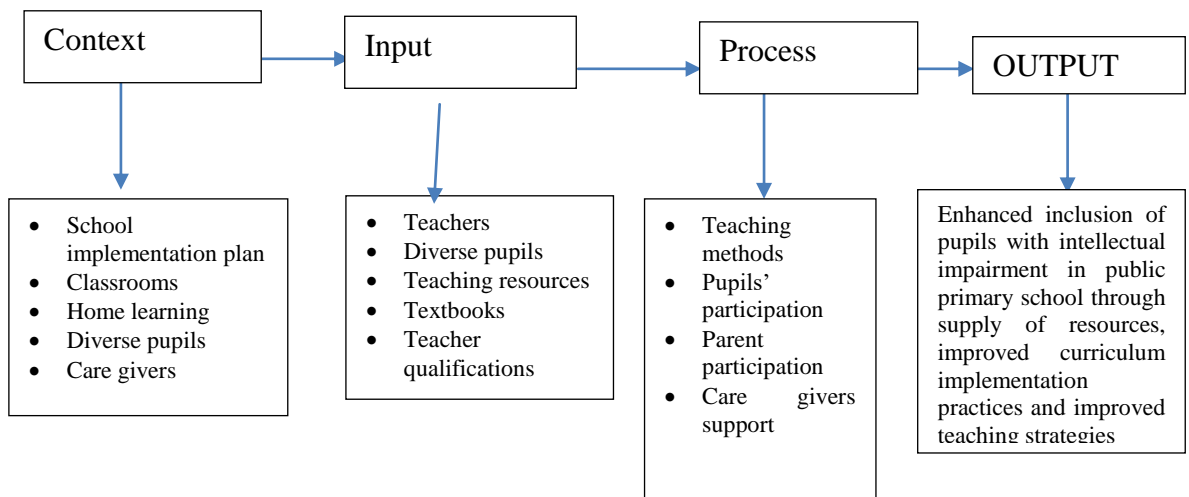 Context
Input
Process
OUTPUT
• School
implementation plan
• Classrooms
• Home learning
• Diverse pupils
• Care givers
• Teachers
• Diverse pupils
• Teaching resources
• Textbooks
• Teacher
qualifications
• Teaching
methods
• Pupils’
participation
• Parent
participation
• Care givers
support
Enhanced inclusion of
pupils with intellectual
impairment in public
primary school through
supply of resources,
improved curriculum
implementation
practices and improved
teaching strategies